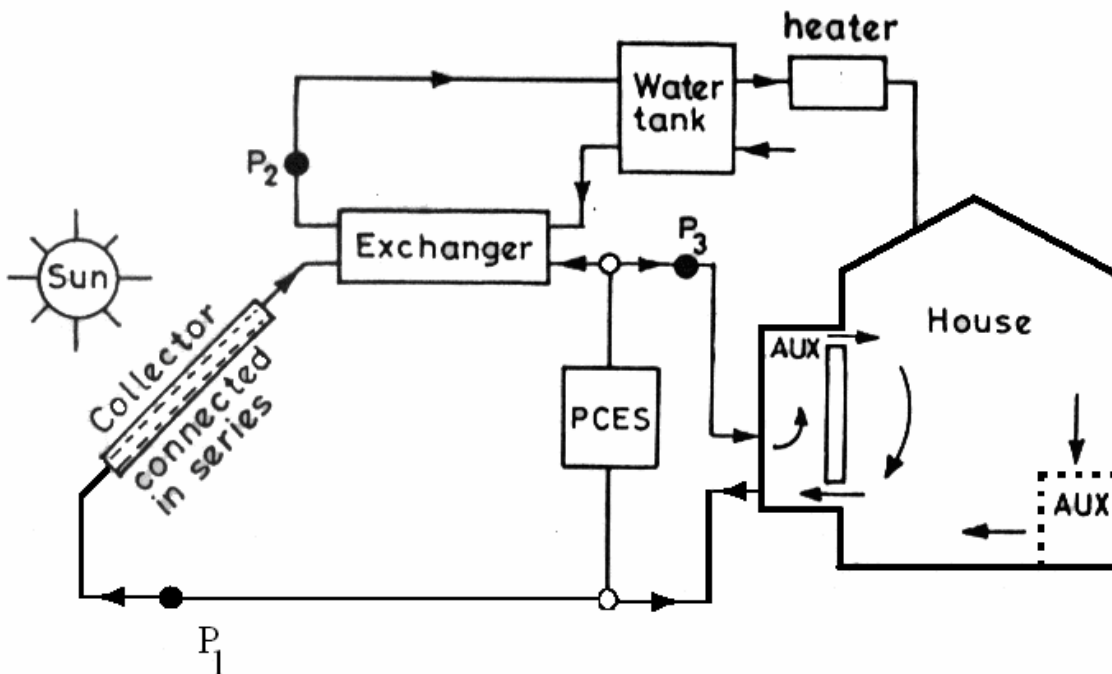 heater
Water
tank
P2
Exchanger
P3
Sun
House
AUX
Collector
connected
in series
PCES
AUX
P1